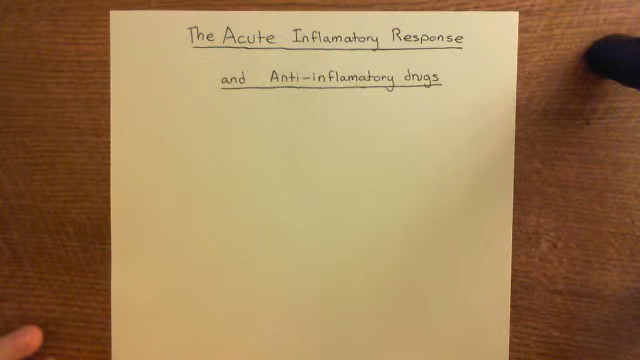 The Acute Inflamatory Response
and Anti-inflamatory drugs